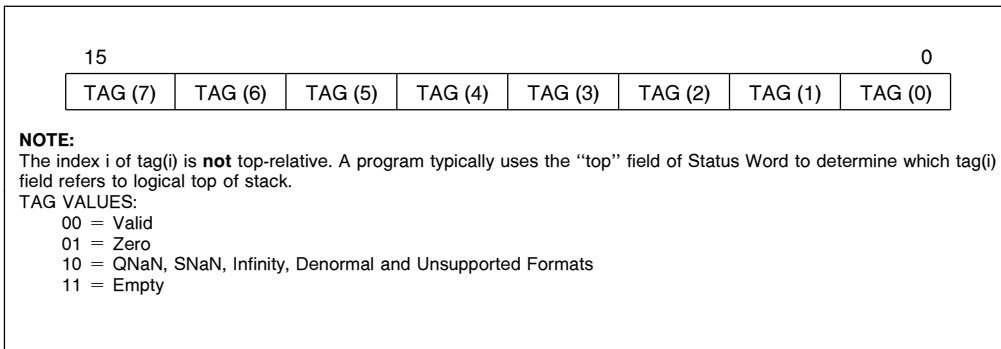 15 0
TAG (7) TAG (6) TAG (5) TAG (4) TAG (3) TAG (2) TAG (1) TAG (0)
NOTE:
The index i of tag(i) is not top-relative. A program typically uses the ‘‘top’’ field of Status Word to determine which tag(i)
field refers to logical top of stack.
TAG VALUES:
00 = Valid
01 = Zero
10 = QNaN, SNaN, Infinity, Denormal and Unsupported Formats
11 = Empty